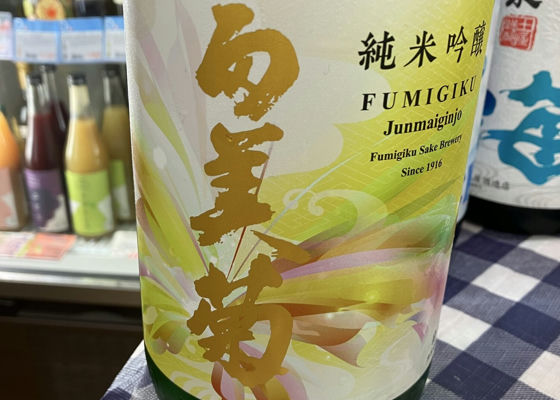 富美菊
純米吟醸
FUMIGIKU
Junmaiginjo
Fumigiku Sake Brewery
Since 1916